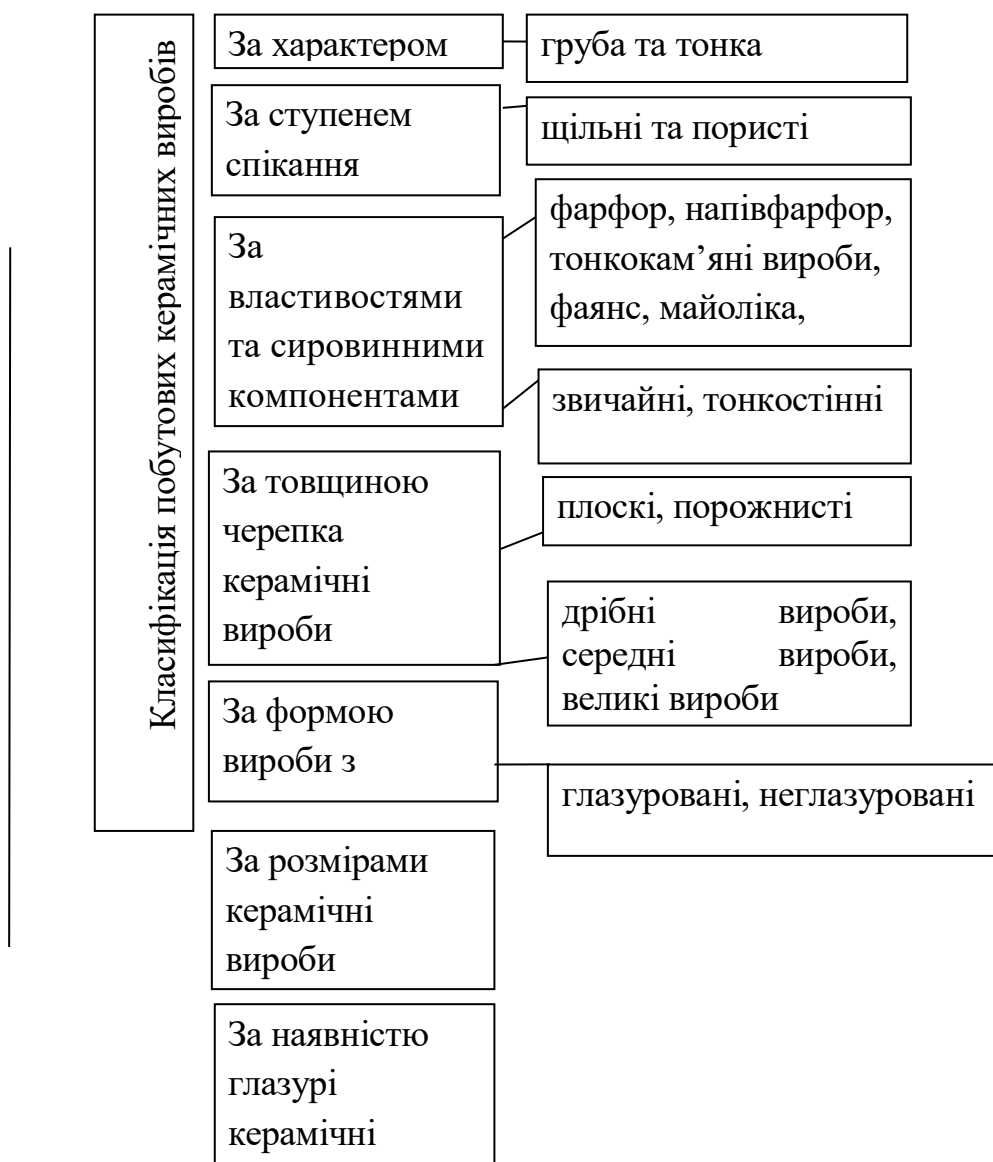 Класифікація побутових керамічних виробів
За характером
груба та тонка
За ступенем
спікання
щільні та пористі
За
властивостями
та сировинними
компонентами
фарфор, напівфарфор,
тонкокам’яні вироби,
фаянс, майоліка,
звичайні, тонкостінні
За товщиною
черепка
керамічні
вироби
плоскі, порожнисті
дрібні вироби,
середні вироби,
великі вироби
За формою
вироби з
глазуровані, неглазуровані
За розмірами
керамічні
вироби
За наявністю
глазурі
керамічні